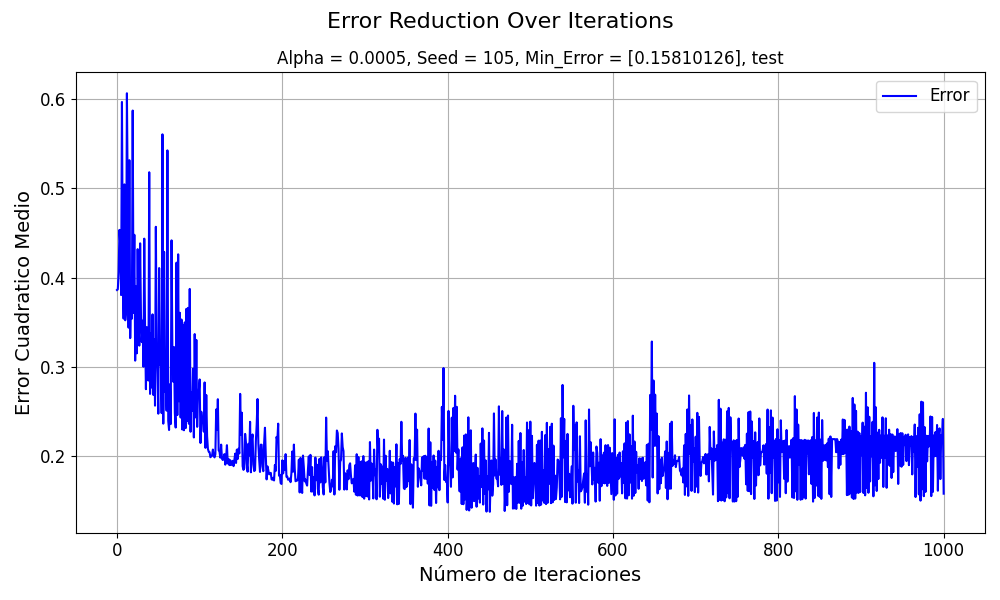 Error Reduction Over Iterations
Alpha = 0.0005, Seed = 105, Min_Error = [0.15810126], test
Error
0.6
0.5
0.4
0.3
0.2
Error Cuadratico Medio
0 200 400 600 800 1000
Número de Iteraciones